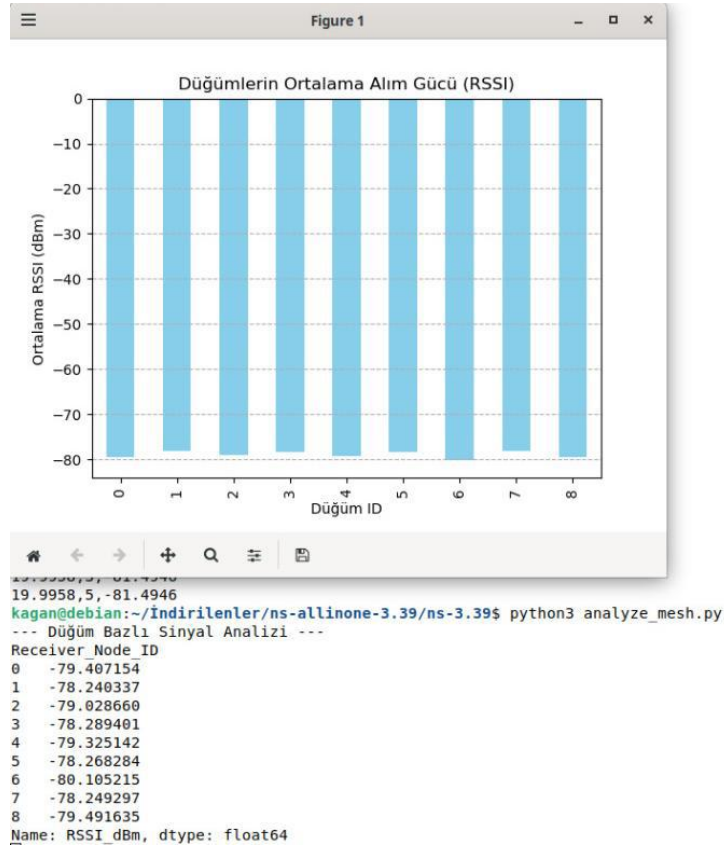 Figure 1
Düğümlerin Ortalama Alım Gücü (RSSI)
Ortalama RSSI (dBm)
0
−10
−20
−30
−40
−50
−60
−70
−80
0 1 2 3 4 5 6 7 8
Düğüm ID
19.9958,5,-81.4946
kagan@debian:~/İndirilenler/ns-allinone-3.39/ns-3.39$ python3 analyze_mesh.py
--- Düğüm Bazlı Sinyal Analizi ---
Receiver_Node_ID
0 -79.407154
1 -78.240337
2 -79.028660
3 -78.289401
4 -79.325142
5 -78.268284
6 -80.105215
7 -78.249297
8 -79.491635
Name: RSSI_dBm, dtype: float64